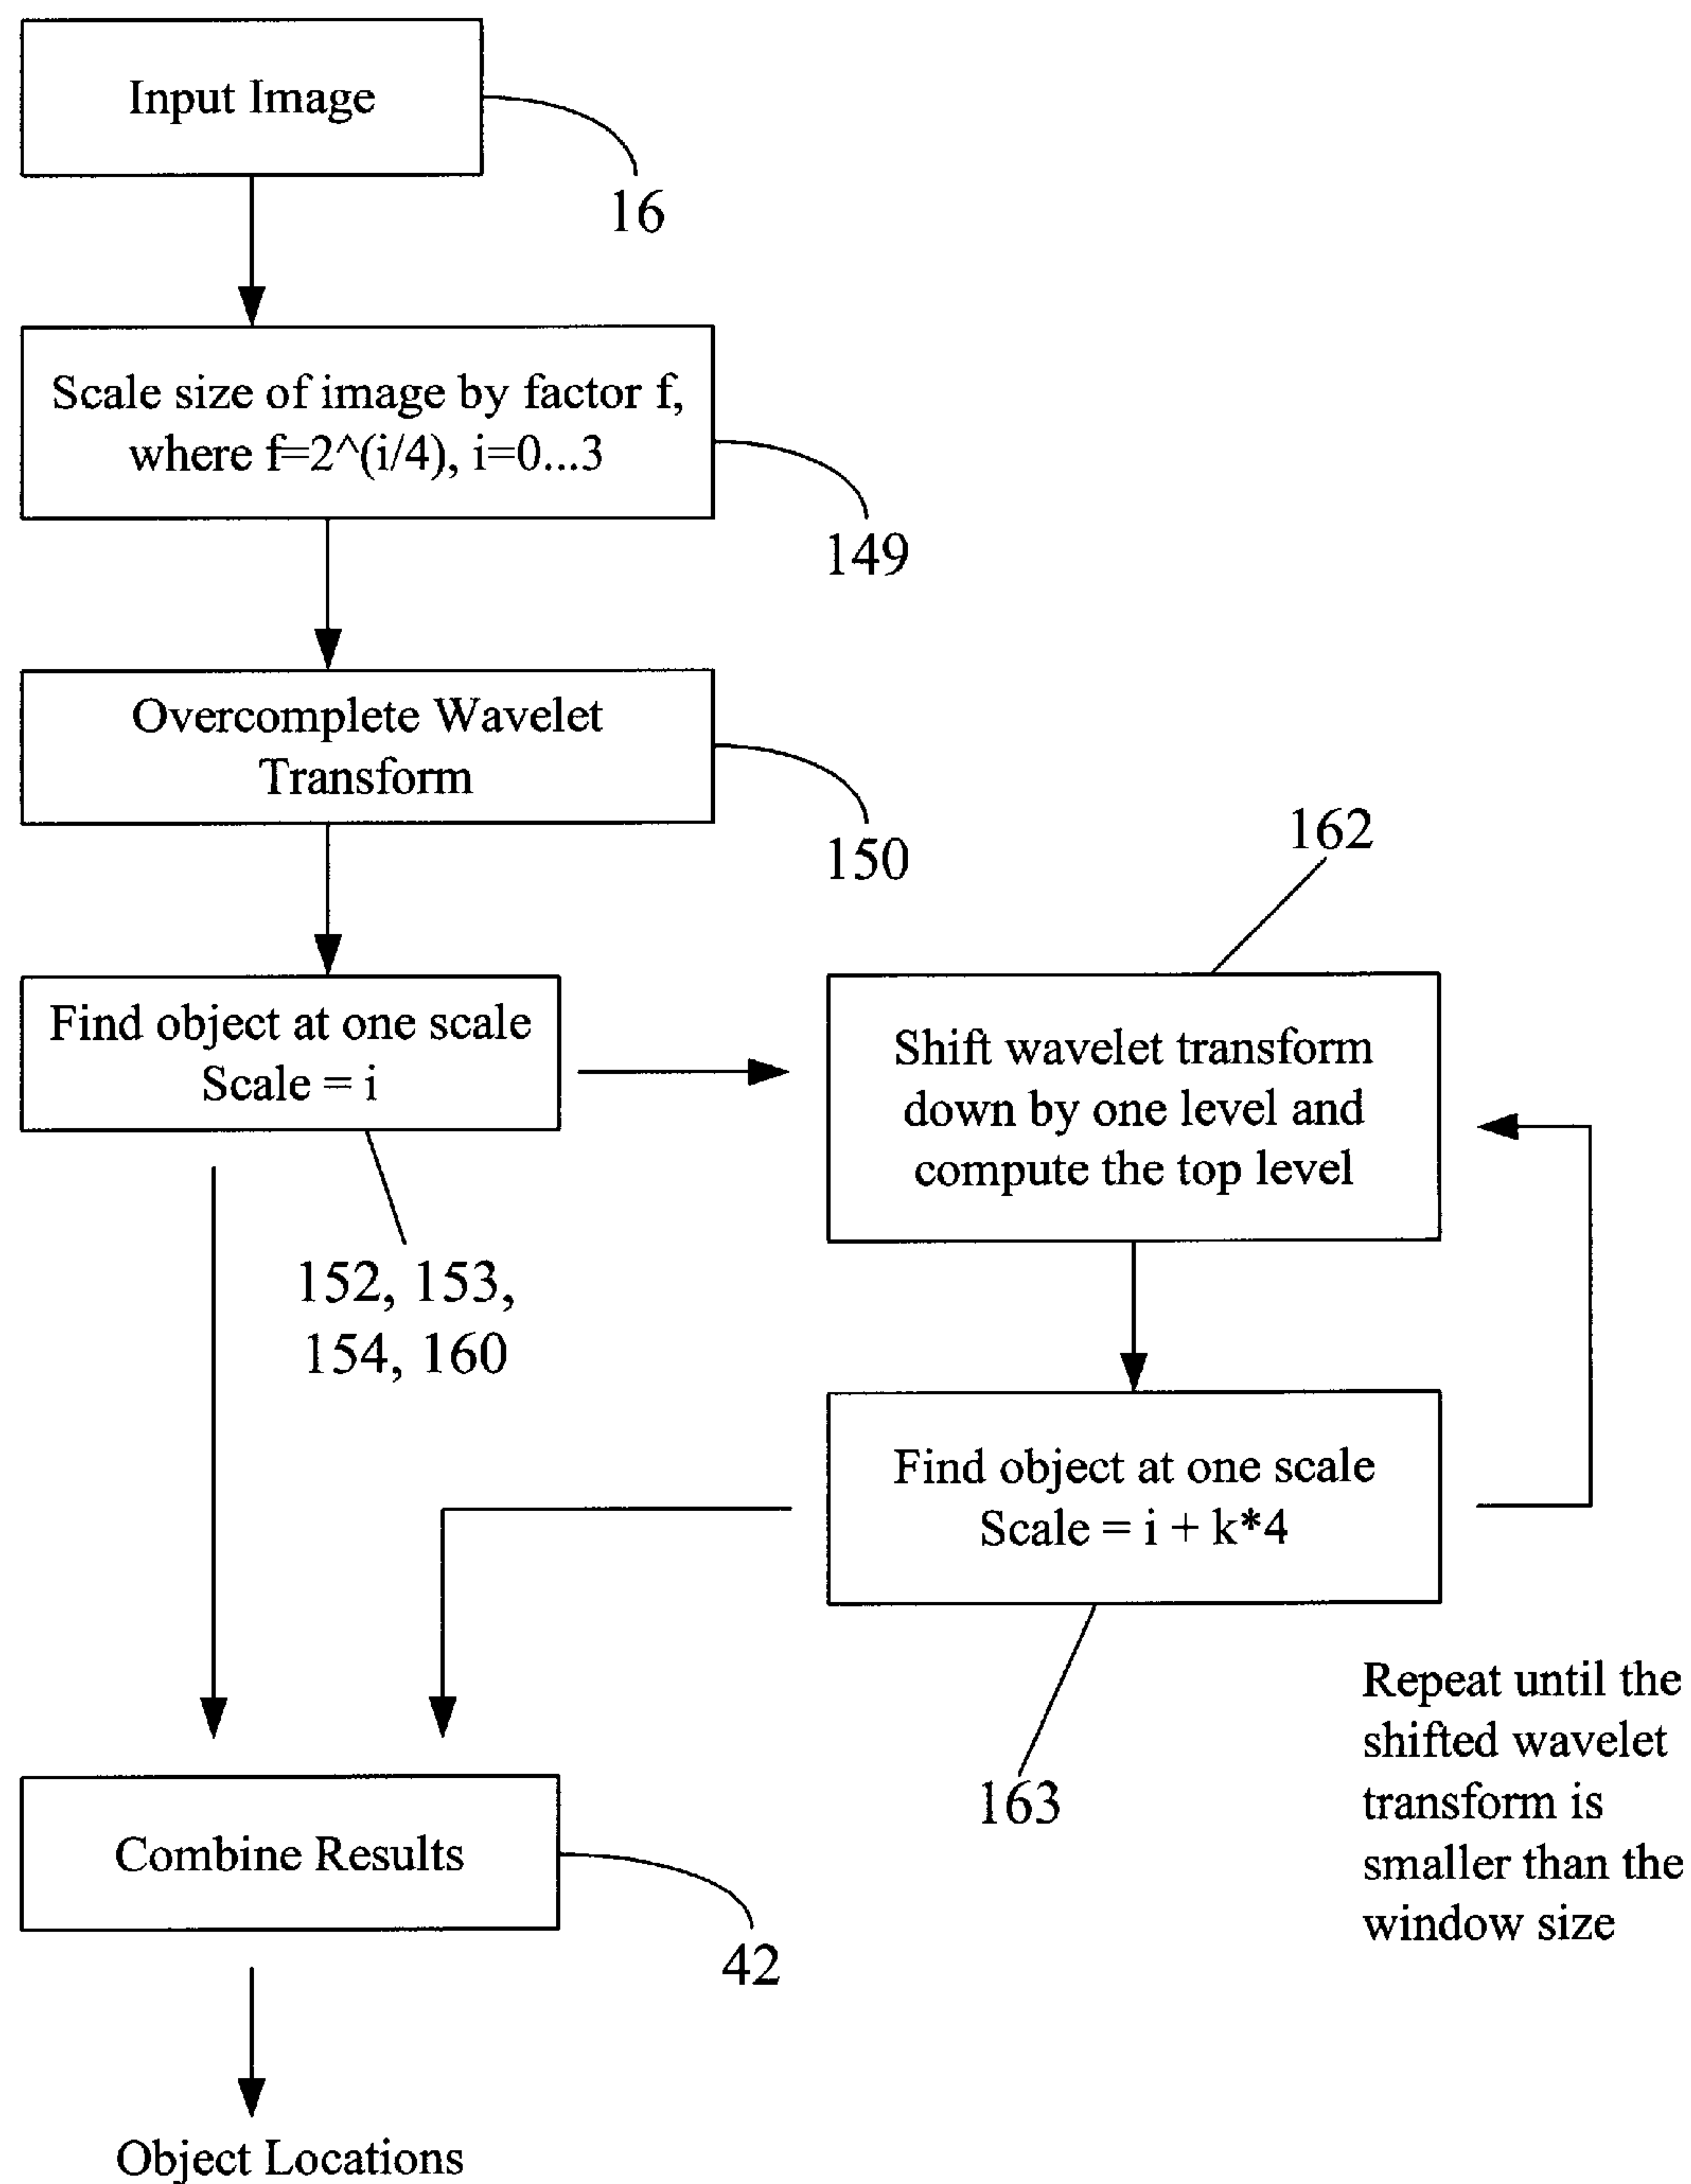 Input Image
16
Scale size of image by factor f,
where f=2^(i/4), i=0...3
149
Overcomplete Wavelet
Transform
150
162
Find object at one scale
Scale = i
152, 153,
154, 160
Shift wavelet transform
down by one level and
compute the top level
Find object at one scale
Scale = i + k*4
163
Repeat until the
shifted wavelet
transform is
smaller than the
window size
Combine Results
42
Object Locations